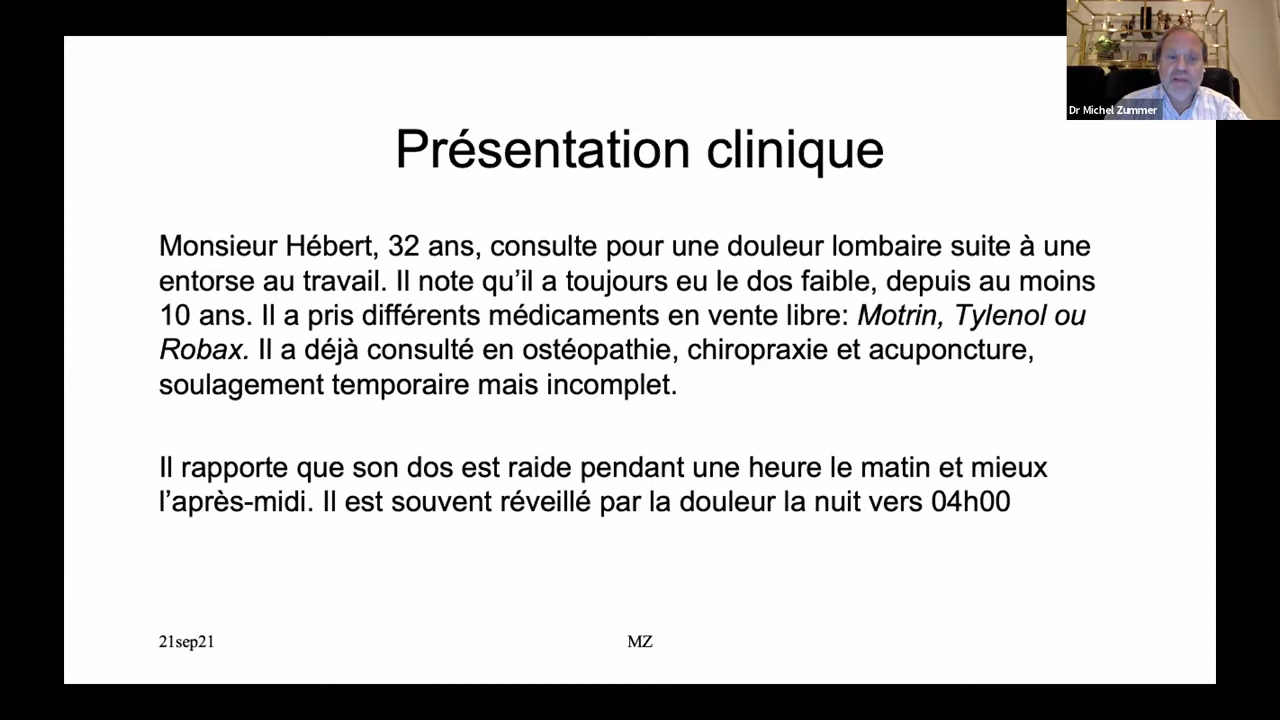 Dr Michel Zummer
Présentation clinique
Monsieur Hébert, 32 ans, consulte pour une douleur lombaire suite à une
entorse au travail. Il note qu’il a toujours eu le dos faible, depuis au moins
10 ans. Il a pris différents médicaments en vente libre: Motrin, Tylenol ou
Robax. Il a déjà consulté en ostéopathie, chiropraxie et acuponcture,
soulagement temporaire mais incomplet.
Il rapporte que son dos est raide pendant une heure le matin et mieux
l’après-midi. Il est souvent réveillé par la douleur la nuit vers 04h00
21sep21
MZ